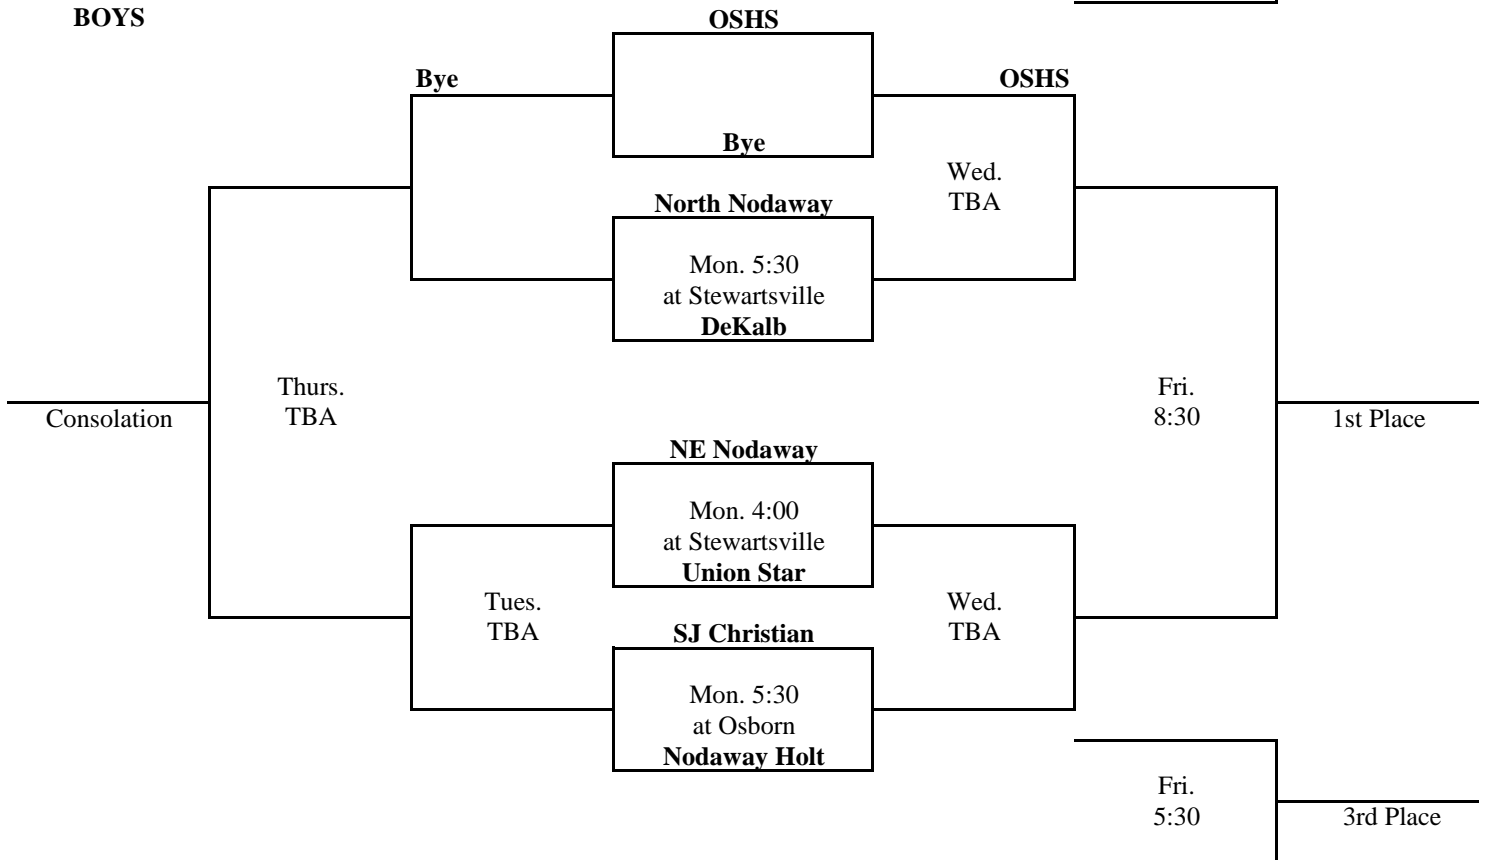 BOYS
OSHS
Bye
OSHS
Bye
Wed.
TBA
North Nodaway
Mon. 5:30
at Stewartsville
DeKalb
Thurs.
TBA
Consolation
Fri.
8:30
1st Place
NE Nodaway
Mon. 4:00
at Stewartsville
Union Star
Tues.
TBA
Wed.
TBA
SJ Christian
Mon. 5:30
at Osborn
Nodaway Holt
Fri.
5:30
3rd Place